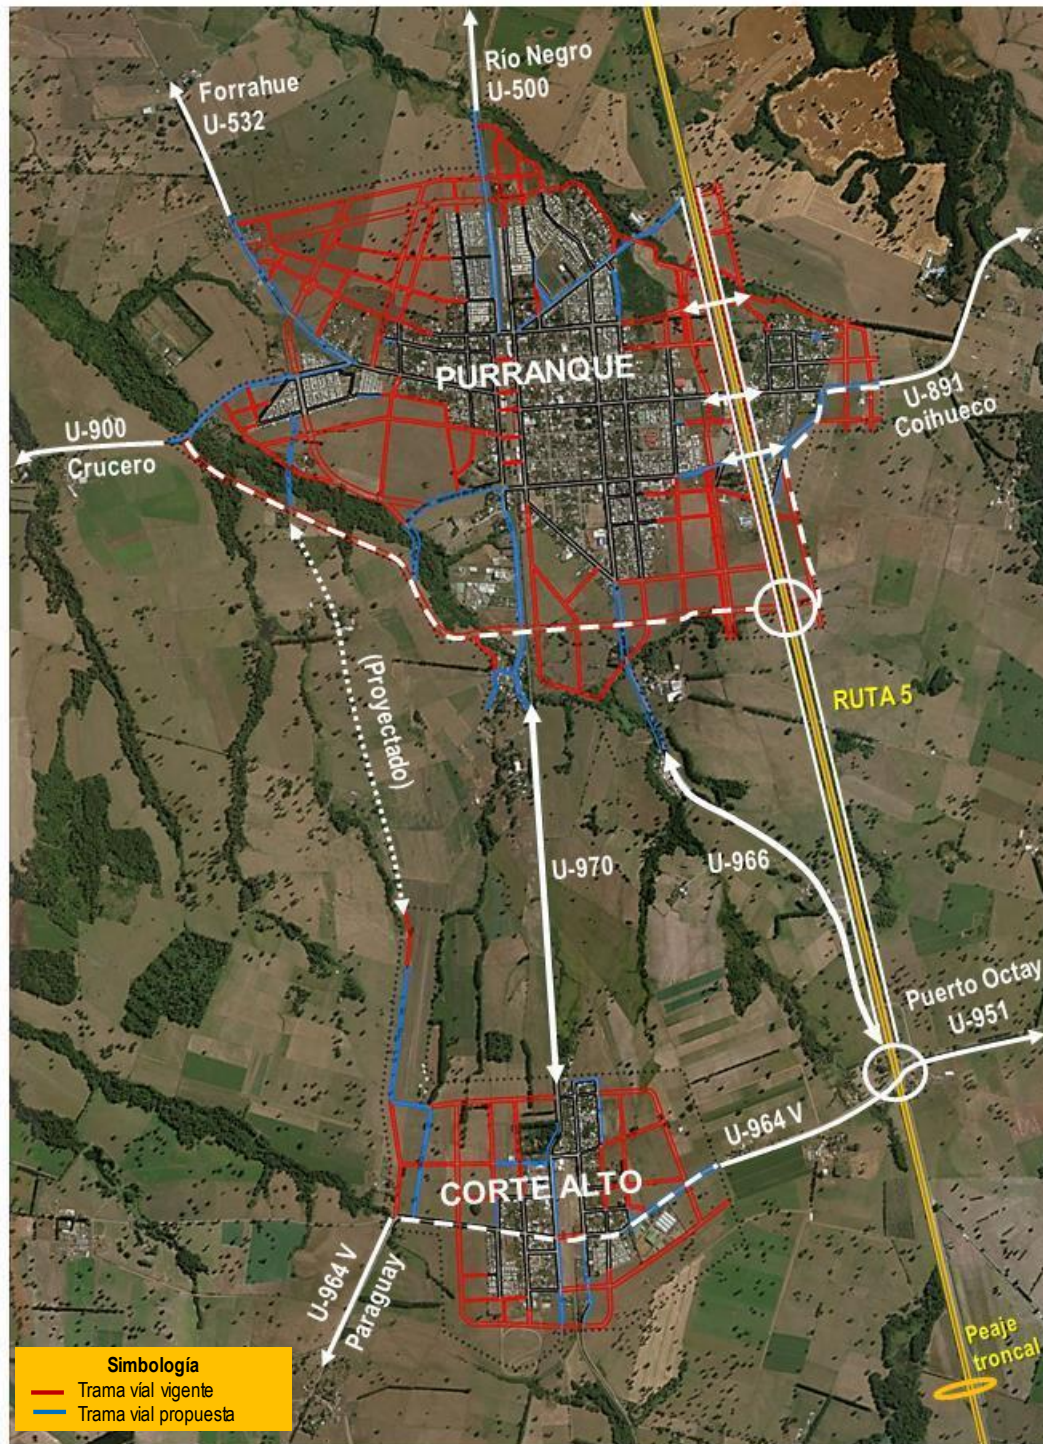 Río Negro
U-500
Forrahue
U-532
PURRANQUE
U-891
Coihueco
U-900
Crucero
(Proyectado)
RUTA 5
U-970
U-966
Puerto Octay
U-951
U-964 V
CORTE ALTO
U-964 V
Paraguay
Peaje
troncal
Simbología
Trama víal vigente
Trama vial propuesta